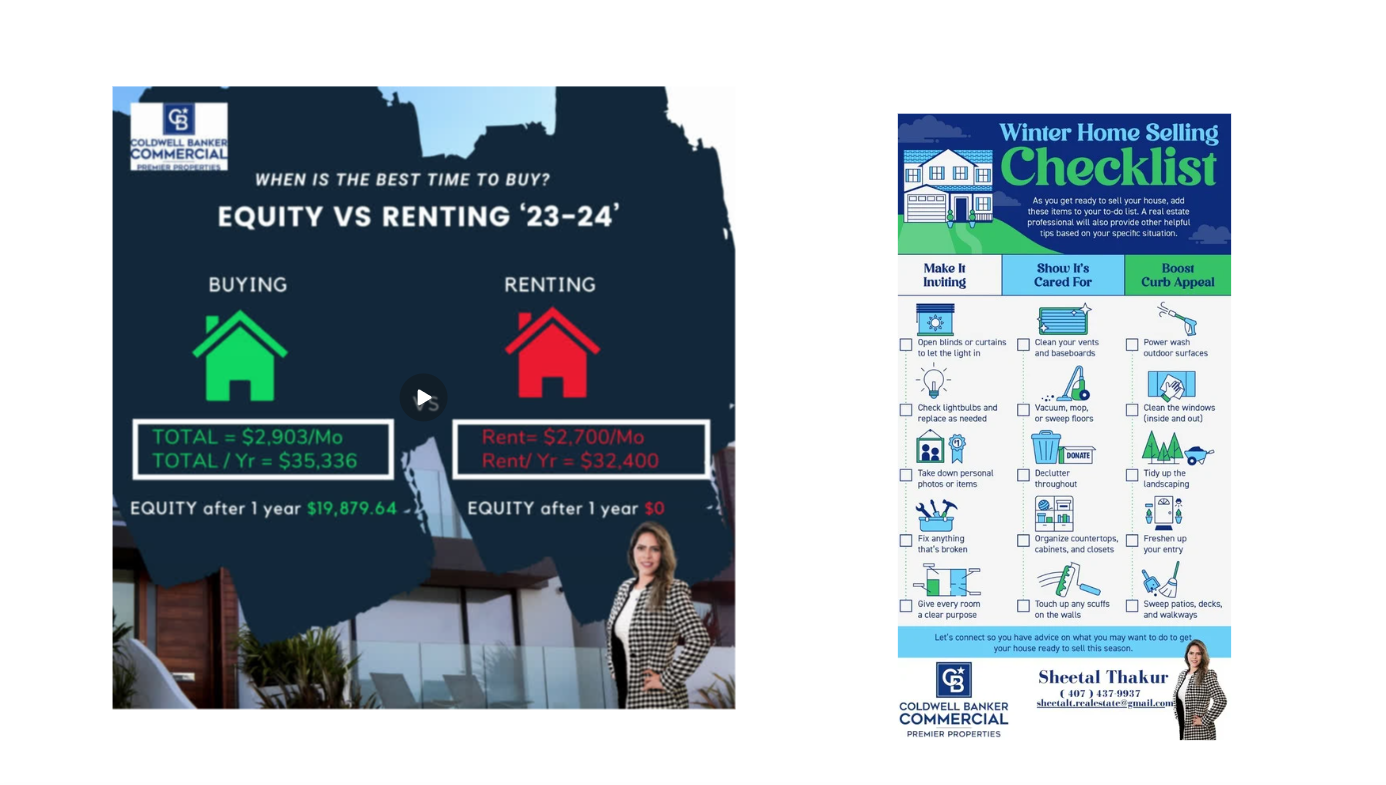 COLDWELL BANKER
COMMERCIAL
PREMIER PROPERTIES
WHEN IS THE BEST TIME TO BUY?
EQUITY VS RENTING ‘23-24’
BUYING
RENTING
VS
TOTAL = $2,903/Mo
TOTAL / Yr = $35,336
Rent= $2,700/Mo
Rent/ Yr = $32,400
EQUITY after 1 year $19,879.64
EQUITY after 1 year $0
Winter Home Selling
Checklist
As you get ready to sell your house, add
these items to your to-do list. A real estate
professional will also provide other helpful
tips based on your specific situation.
Make It
Inviting
Show It's
Cared For
Boost
Curb Appeal
Open blinds or curtains
to let the light in
Clean your vents
and baseboards
Power wash
outdoor surfaces
Check lightbulbs and
replace as needed
Vacuum, mop,
or sweep floors
Clean the windows
(inside and out)
#1
DONATE
Take down personal
photos or items
Declutter
throughout
Tidy up the
landscaping
Fix anything
that's broken
Organize countertops,
cabinets, and closets
Freshen up
your entry
Give every room
a clear purpose
Touch up any scuffs
on the walls
Sweep patios, decks,
and walkways
Let's connect so you have advice on what you may want to do to get
your house ready to sell this season.
COLDWELL BANKER
COMMERCIAL
PREMIER PROPERTIES
Sheetal Thakur
( 407 ) 437-9937
sheetalt.realestate@gmail.com